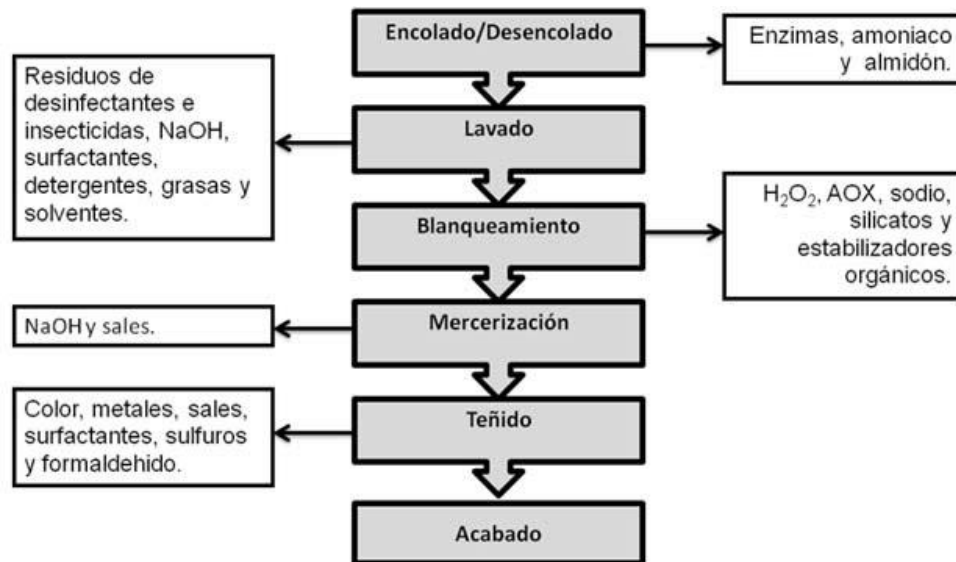 Encolado/Desencolado
Enzimas, amoniaco
y almidón.
Residuos de
desinfectantes e
insecticidas, NaOH,
surfactantes,
detergentes, grasas y
solventes.
Lavado
Blanqueamiento
H₂O₂, AOX, sodio,
silicatos y
estabilizadores
orgánicos.
Mercerización
NaOH y sales.
Teñido
Color, metales, sales,
surfactantes, sulfuros
y formaldehido.
Acabado